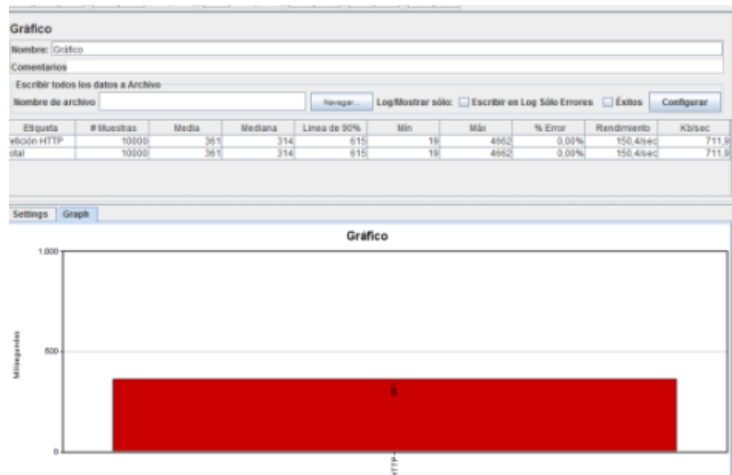 Gráfico
Nombre: Gráfico
Comentarios
Escribir todos los datos a Archivo
Nombre de archivo Navegar... Log/Mostrar sólo: Escribir en Log Sólo Errores Éxitos Configurar
Etiqueta # Muestras Media Mediana Linea de 90% Mín Máx % Error Rendimiento Kb/sec
etición HTTP 10000 361 314 615 19 4662 0,00% 150,4/sec 711,9
otal 10000 361 314 615 19 4662 0,00% 150,4/sec 711,9
Settings Graph
Gráfico
1.000
Milisegundos
500
0
HTTP